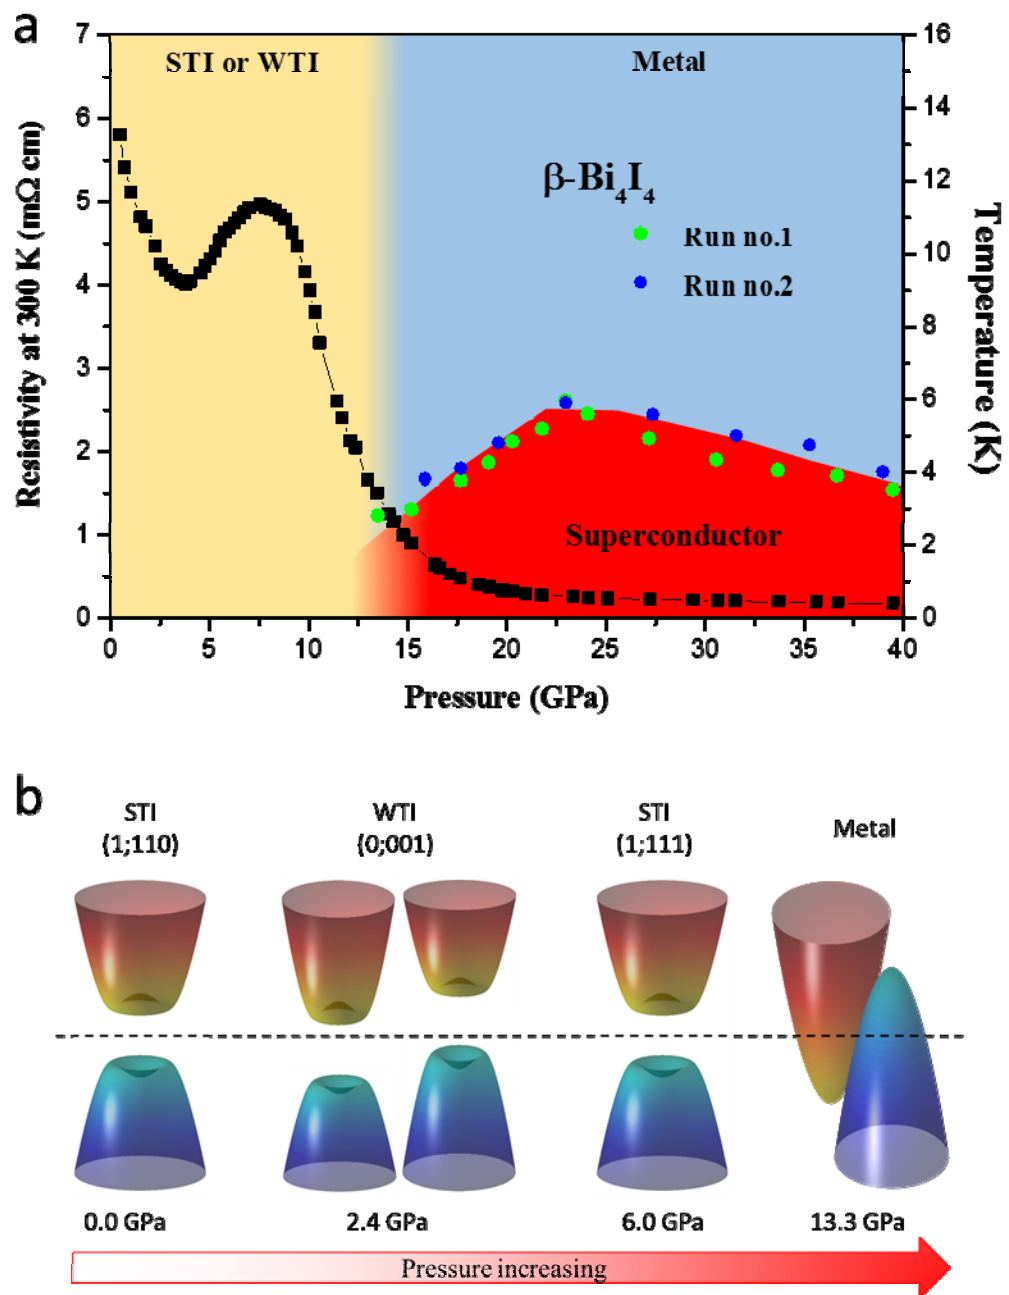 a
STI or WTI
Metal
β-Bi4I4
Run no.1
Run no.2
Superconductor
Resistivity at 300 K (mΩ cm)
7
6
5
4
3
2
1
0
Temperature (K)
16
14
12
10
8
6
4
2
0
0 5 10 15 20 25 30 35 40
Pressure (GPa)
b
STI WTI STI Metal
(1;110) (0;001) (1;111)
0.0 GPa 2.4 GPa 6.0 GPa 13.3 GPa
Pressure increasing